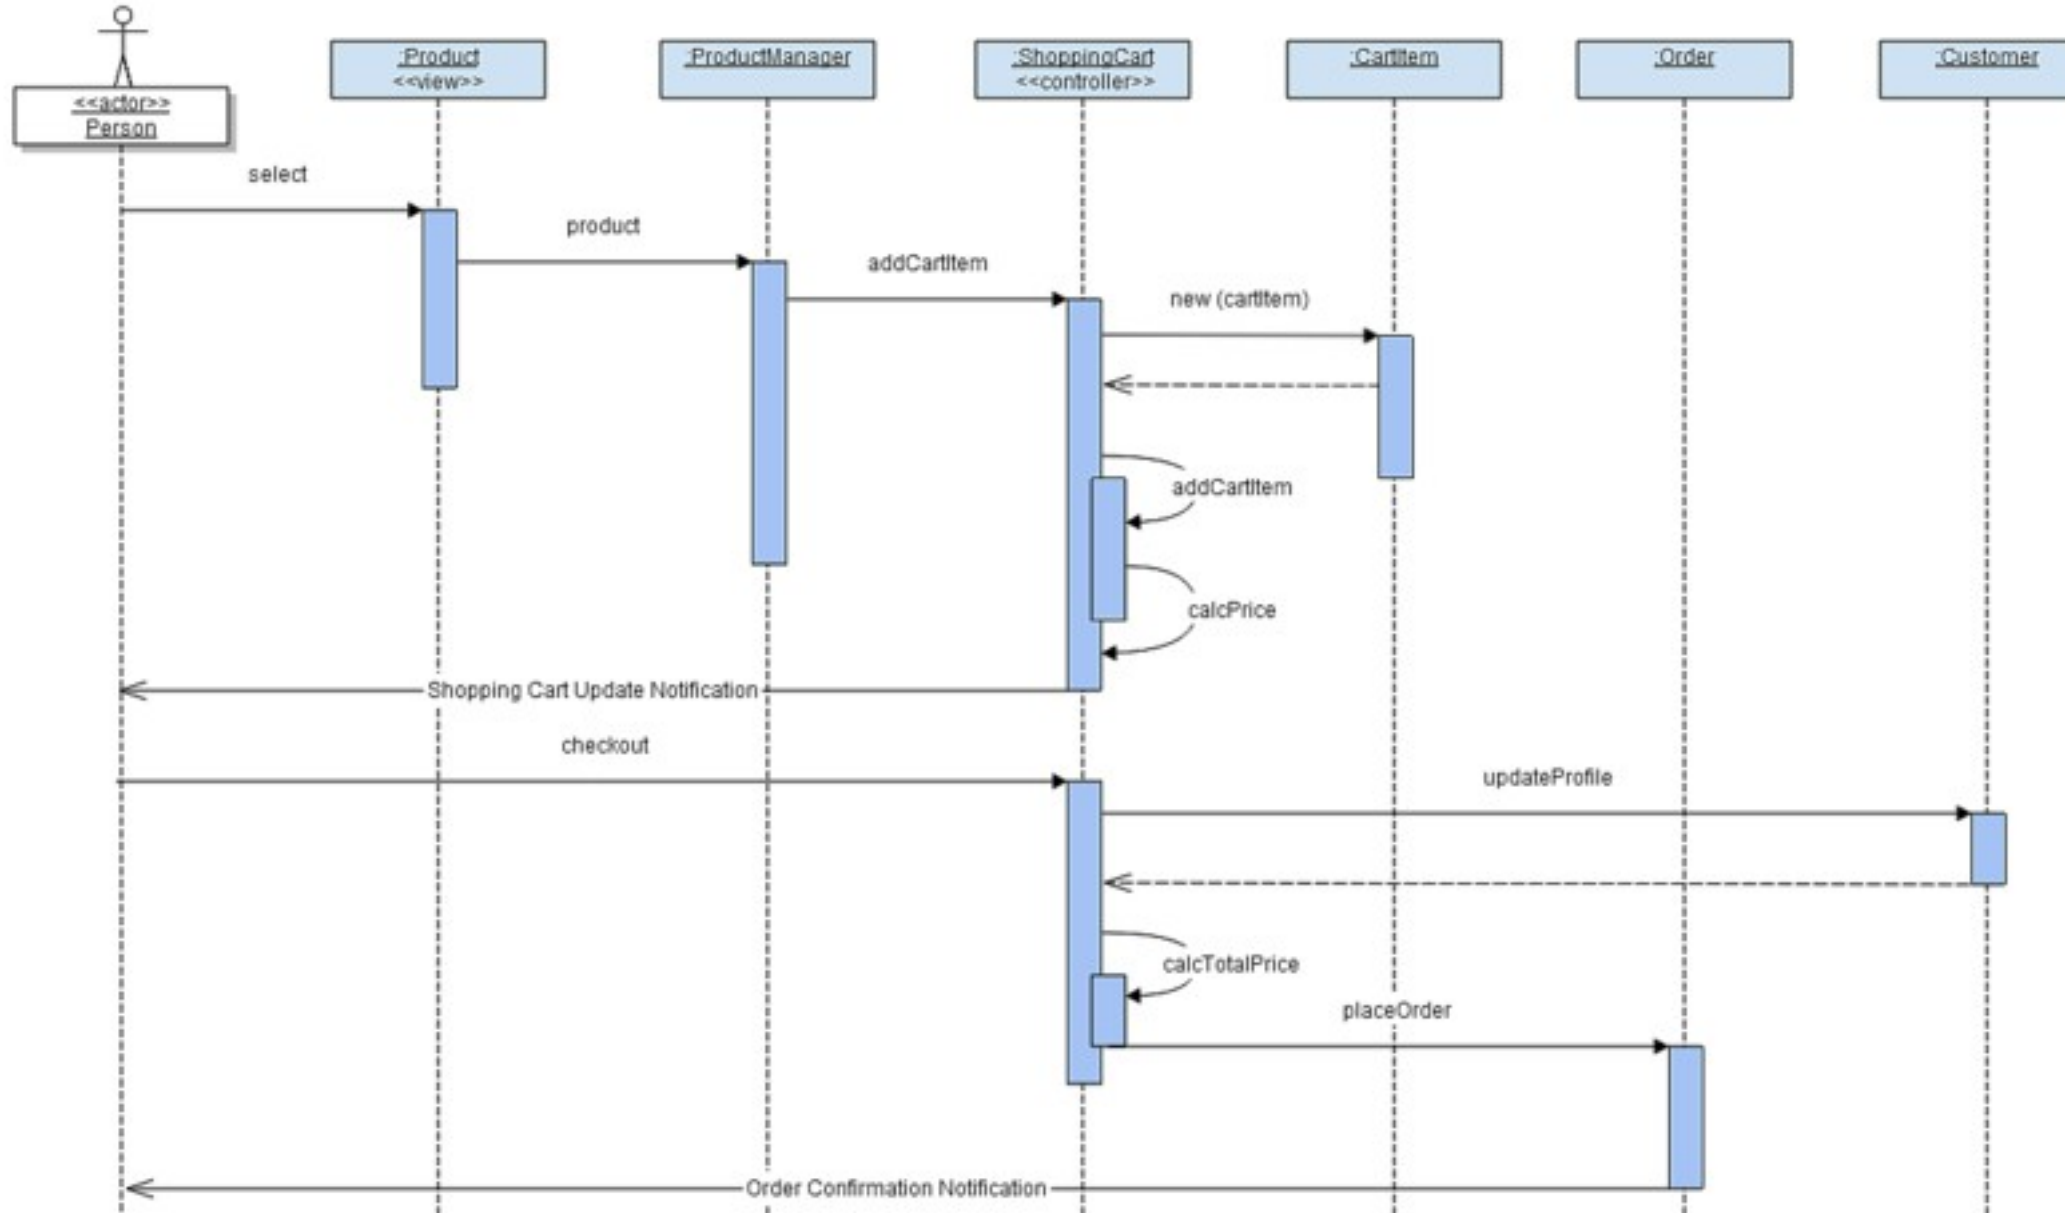 <<actor>>
Person
:Product
<<view>>
:ProductManager
:ShoppingCart
<<controller>>
:CartItem
:Order
:Customer
select
product
addCartItem
new (cartItem)
addCartItem
calcPrice
Shopping Cart Update Notification
checkout
updateProfile
calcTotalPrice
placeOrder
Order Confirmation Notification